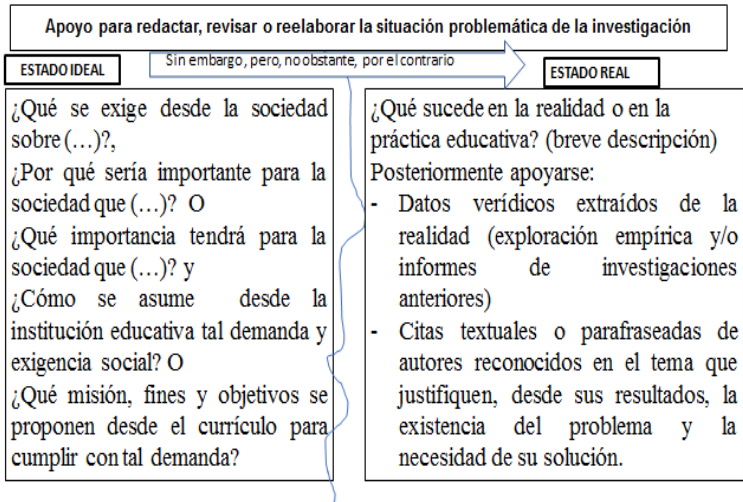 Apoyo para redactar, revisar o reelaborar la situación problemática de la investigación
Sin embargo, pero, no obstante, por el contrario
ESTADO IDEAL
ESTADO REAL
¿Qué se exige desde la sociedad
sobre (…)?,
¿Por qué sería importante para la
sociedad que (…)? O
¿Qué importancia tendrá para la
sociedad que (…)? y
¿Cómo se asume desde la
institución educativa tal demanda y
exigencia social? O
¿Qué misión, fines y objetivos se
proponen desde el currículo para
cumplir con tal demanda?
¿Qué sucede en la realidad o en la
práctica educativa? (breve descripción)
Posteriormente apoyarse:
- Datos verídicos extraídos de la
realidad (exploración empírica y/o
informes de investigaciones
anteriores)
- Citas textuales o parafraseadas de
autores reconocidos en el tema que
justifiquen, desde sus resultados, la
existencia del problema y la
necesidad de su solución.